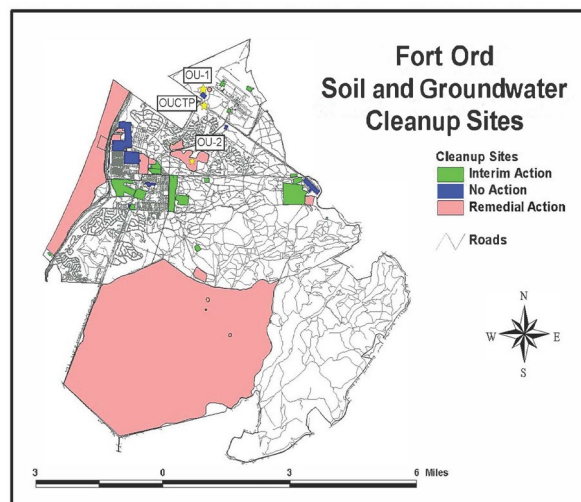 Fort Ord
Soil and Groundwater
Cleanup Sites
OU-1
OUCTP
OU-2
Cleanup Sites
Interim Action
No Action
Remedial Action
Roads
N
W E
S
3 0 3 6 Miles